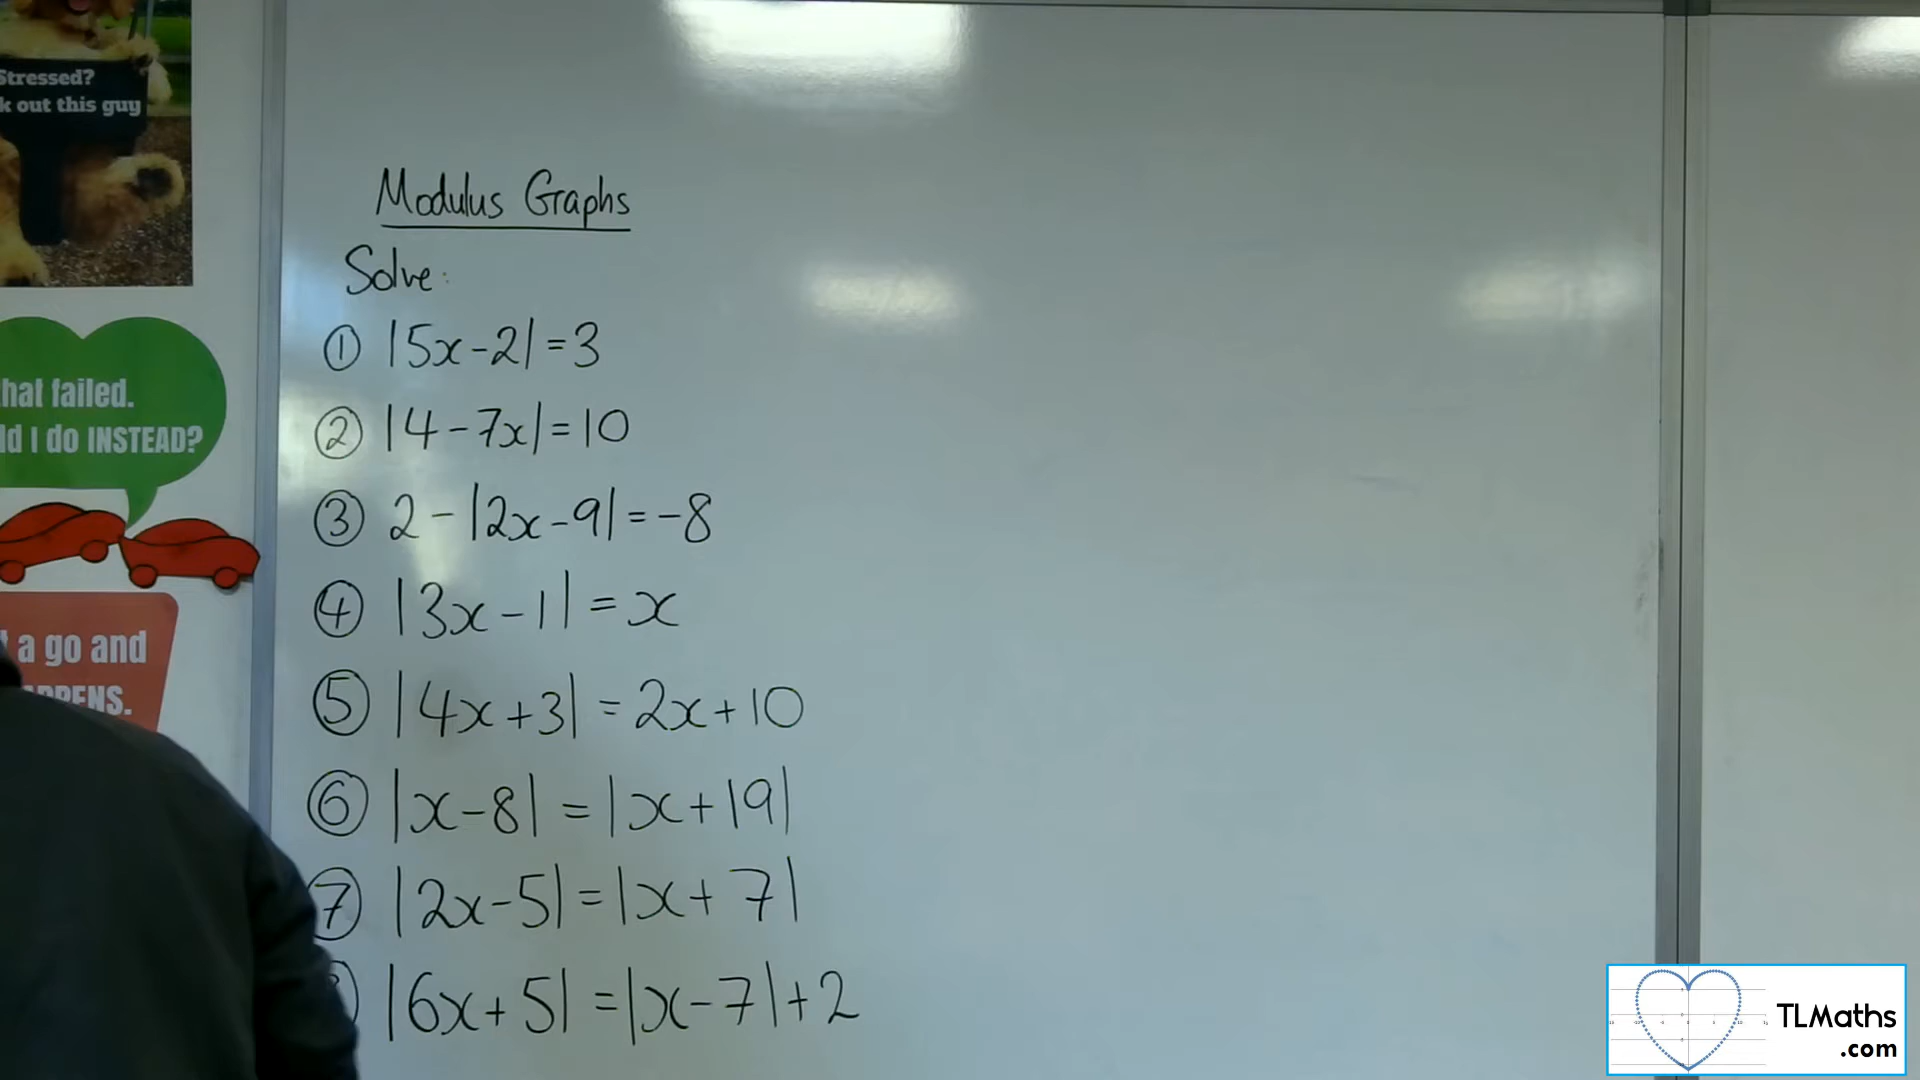 Stressed?
k out this guy
hat failed.
ld I do INSTEAD?
a go and
Modulus Graphs
Solve:
① |5x-2|=3
② |4-7x|=10
③ 2-|2x-9|=-8
④ |3x-1|=x
⑤ |4x+3|=2x+10
⑥ |x-8|=|x+19|
⑦ |2x-5|=|x+7|
|6x+5|=|x-7|+2
TLMaths
.com